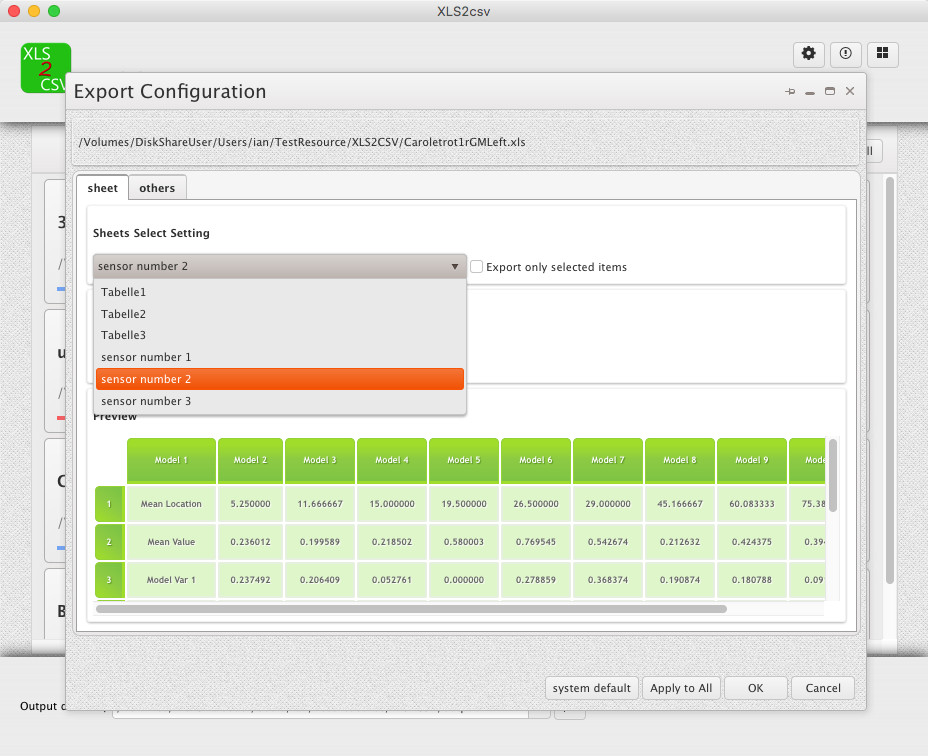 XLS2csv
XLS
2
CSV
Export Configuration
/Volumes/DiskShareUser/Users/ian/TestResource/XLS2CSV/Caroletrot1rGMLeft.xls
sheet
others
Sheets Select Setting
sensor number 2
Export only selected items
Tabelle1
Tabelle2
Tabelle3
sensor number 1
sensor number 2
sensor number 3
Preview
Model 1 Model 2 Model 3 Model 4 Model 5 Model 6 Model 7 Model 8 Model 9
1 Mean Location 5.250000 11.666667 15.000000 19.500000 26.500000 29.000000 45.166667 60.083333 75.38
2 Mean Value 0.236012 0.199589 0.218502 0.580003 0.769545 0.542674 0.212632 0.424375 0.39
3 Model Var 1 0.237492 0.206409 0.052761 0.000000 0.278859 0.368374 0.190874 0.180788 0.09
system default
Apply to All
OK
Cancel
Output